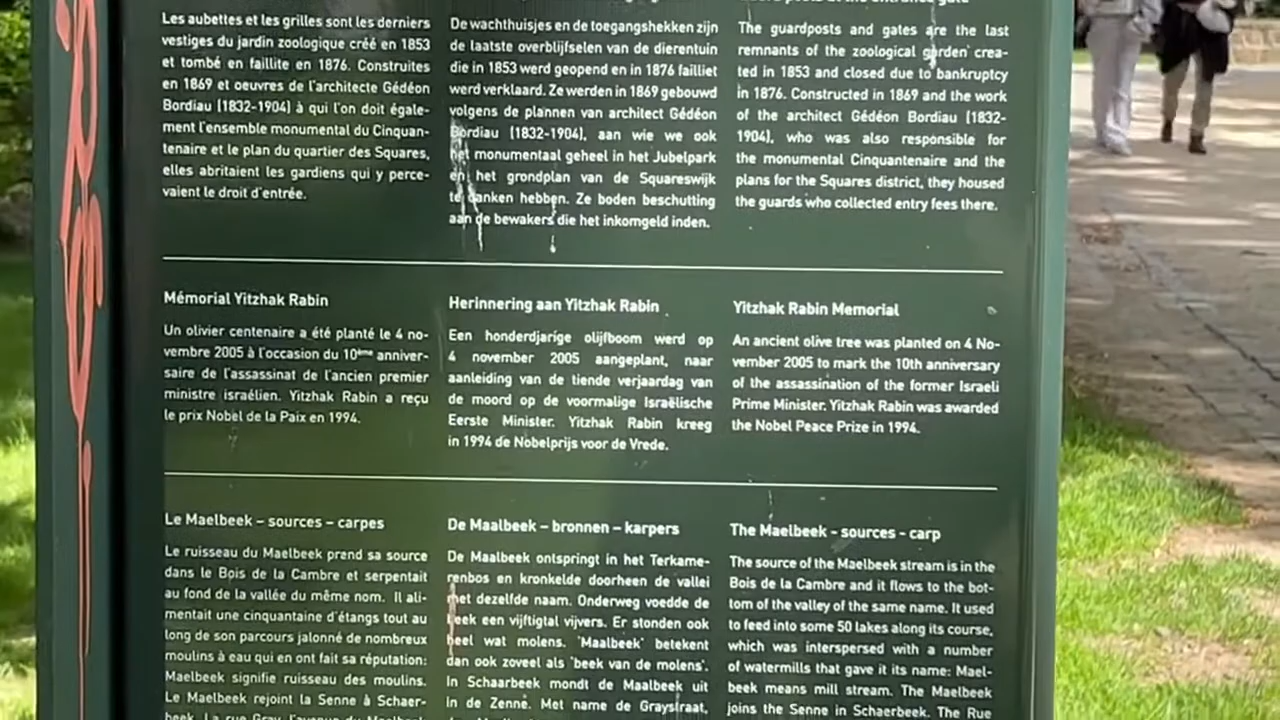 Les aubettes et les grilles sont les derniers
vestiges du jardin zoologique créé en 1853
et tombé en faillite en 1876. Construites
en 1869 et oeuvres de l'architecte Gédéon
Bordiau (1832-1904) à qui l'on doit égale-
ment l'ensemble monumental du Cinquan-
tenaire et le plan du quartier des Squares,
elles abritaient les gardiens qui y perce-
vaient le droit d'entrée.
De wachthuisjes en de toegangshekken zijn
de laatste overblijfselen van de dierentuin
die in 1853 werd geopend en in 1876 failliet
werd verklaard. Ze werden in 1869 gebouwd
volgens de plannen van architect Gédéon
Bordiau (1832-1904), aan wie we ook
het monumentaal geheel in het Jubelpark
en het grondplan van de Squareswijk
te danken hebben. Ze boden beschutting
aan de bewakers die het inkomgeld inden.
The guardposts and gates are the last
remnants of the zoological garden crea-
ted in 1853 and closed due to bankruptcy
in 1876. Constructed in 1869 and the work
of the architect Gédéon Bordiau (1832-
1904), who was also responsible for
the monumental Cinquantenaire and the
plans for the Squares district, they housed
the guards who collected entry fees there.
Mémorial Yitzhak Rabin
Un olivier centenaire a été planté le 4 no-
vembre 2005 à l'occasion du 10ème anniver-
saire de l'assassinat de l'ancien premier
ministre israélien. Yitzhak Rabin a reçu
le prix Nobel de la Paix en 1994.
Herinnering aan Yitzhak Rabin
Een honderdjarige olijfboom werd op
4 november 2005 aangeplant, naar
aanleiding van de tiende verjaardag van
de moord op de voormalige Israëlische
Eerste Minister. Yitzhak Rabin kreeg
in 1994 de Nobelprijs voor de Vrede.
Yitzhak Rabin Memorial
An ancient olive tree was planted on 4 No-
vember 2005 to mark the 10th anniversary
of the assassination of the former Israeli
Prime Minister. Yitzhak Rabin was awarded
the Nobel Peace Prize in 1994.
Le Maelbeek – sources – carpes
Le ruisseau du Maelbeek prend sa source
dans le Bois de la Cambre et serpentait
au fond de la vallée du même nom. Il ali-
mentait une cinquantaine d'étangs tout au
long de son parcours jalonné de nombreux
moulins à eau qui en ont fait sa réputation:
Maelbeek signifie ruisseau des moulins.
Le Maelbeek rejoint la Senne à Schaer-
beek. La rue Gray, l'avenue du Maelbeek
De Maalbeek – bronnen – karpers
De Maalbeek ontspringt in het Terkame-
renbos en kronkelde doorheen de vallei
met dezelfde naam. Onderweg voedde de
beek een vijftigtal vijvers. Er stonden ook
heel wat molens. 'Maalbeek' betekent
dan ook zoveel als 'beek van de molens'.
In Schaarbeek mondt de Maalbeek uit
in de Zenne. Met name de Graystraat,
The Maelbeek - sources - carp
The source of the Maelbeek stream is in the
Bois de la Cambre and it flows to the bot-
tom of the valley of the same name. It used
to feed into some 50 lakes along its course,
which was interspersed with a number
of watermills that gave it its name: Mael-
beek means mill stream. The Maelbeek
joins the Senne in Schaerbeek. The Rue